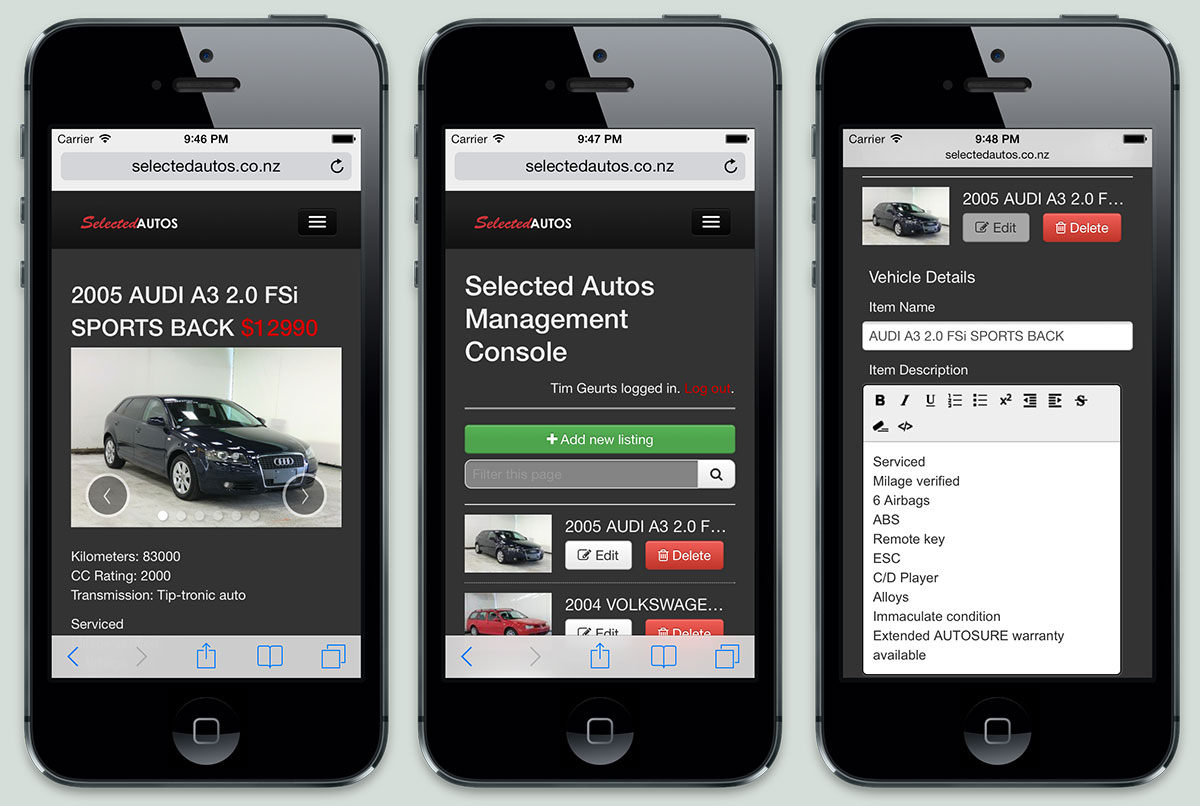 Carrier 9:46 PM
selectedautos.co.nz
SelectedAUTOS
2005 AUDI A3 2.0 FSi
SPORTS BACK $12990
Kilometers: 83000
CC Rating: 2000
Transmission: Tip-tronic auto
Serviced
Carrier 9:47 PM
selectedautos.co.nz
SelectedAUTOS
Selected Autos
Management
Console
Tim Geurts logged in. Log out.
Add new listing
Filter this page
2005 AUDI A3 2.0 F...
Edit Delete
2004 VOLKSWAGE...
Edit Delete
Carrier 9:48 PM
selectedautos.co.nz
2005 AUDI A3 2.0 F...
Edit Delete
Vehicle Details
Item Name
AUDI A3 2.0 FSi SPORTS BACK
Item Description
B I U x² S
Serviced
Milage verified
6 Airbags
ABS
Remote key
ESC
C/D Player
Alloys
Immaculate condition
Extended AUTOSURE warranty
available